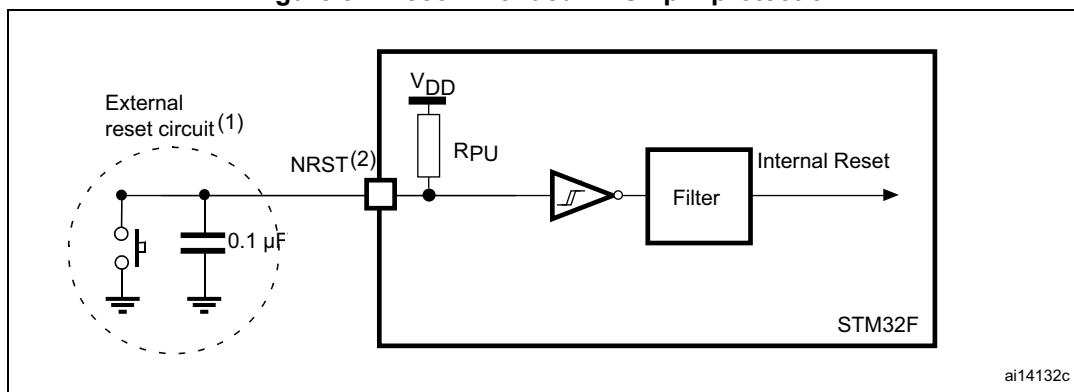 External
reset circuit(1)
NRST(2)
VDD
RPU
0.1 µF
Filter
Internal Reset
STM32F
ai14132c